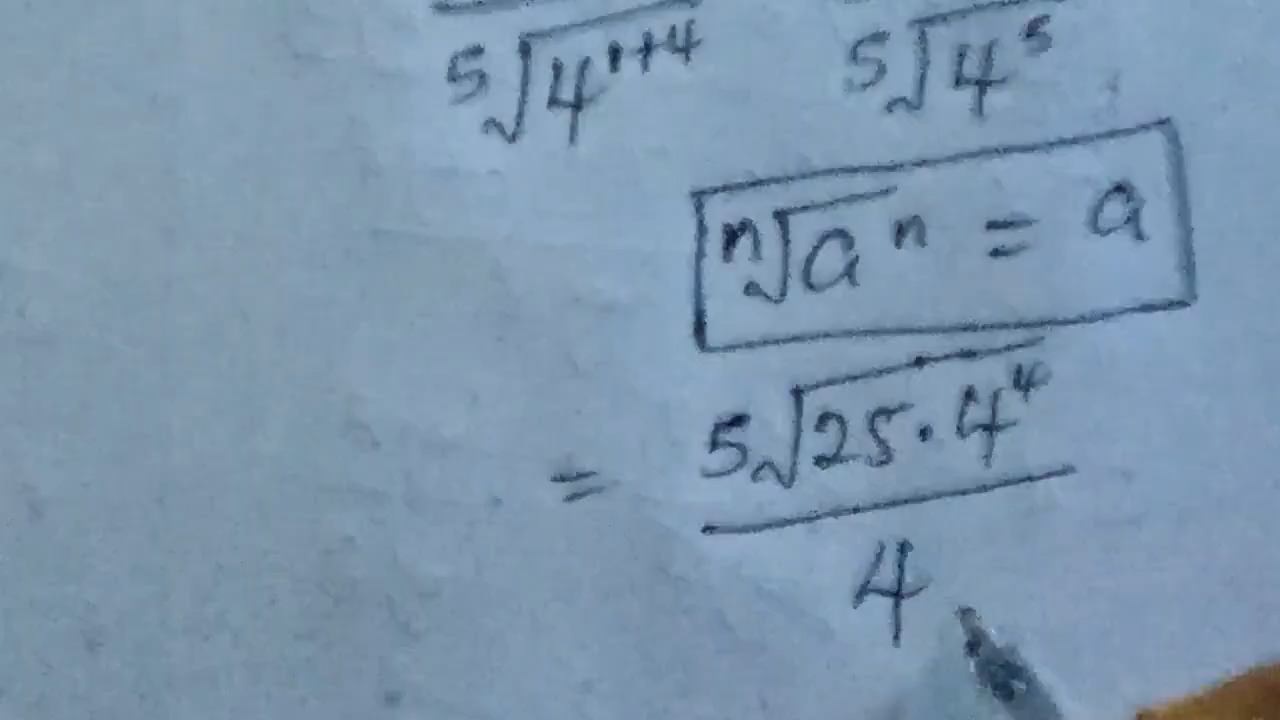 ⁵√4¹⁺⁴ ⁵√4⁵
ⁿ√aⁿ = a
= ⁵√25·4⁴
4